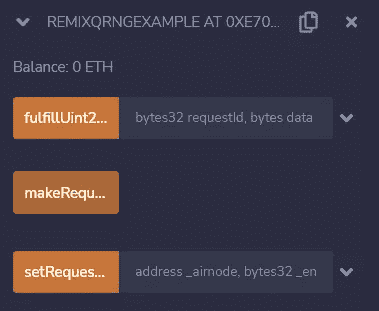 REMIXQRNGEXAMPLE AT 0XE70...
Balance: 0 ETH
fulfillUint2... bytes32 requestId, bytes data
makeRequ...
setReques... address _airnode, bytes32 _en